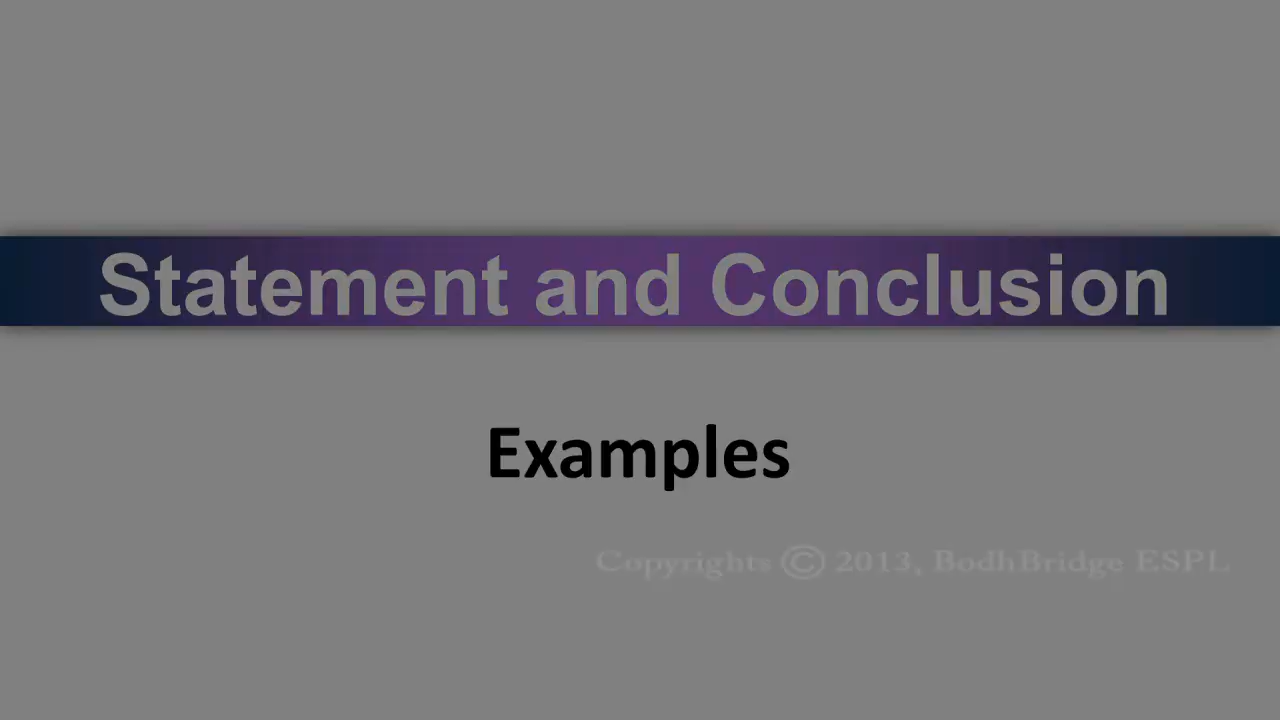 Statement and Conclusion
Examples
Copyrights © 2013, BodhBridge ESPL